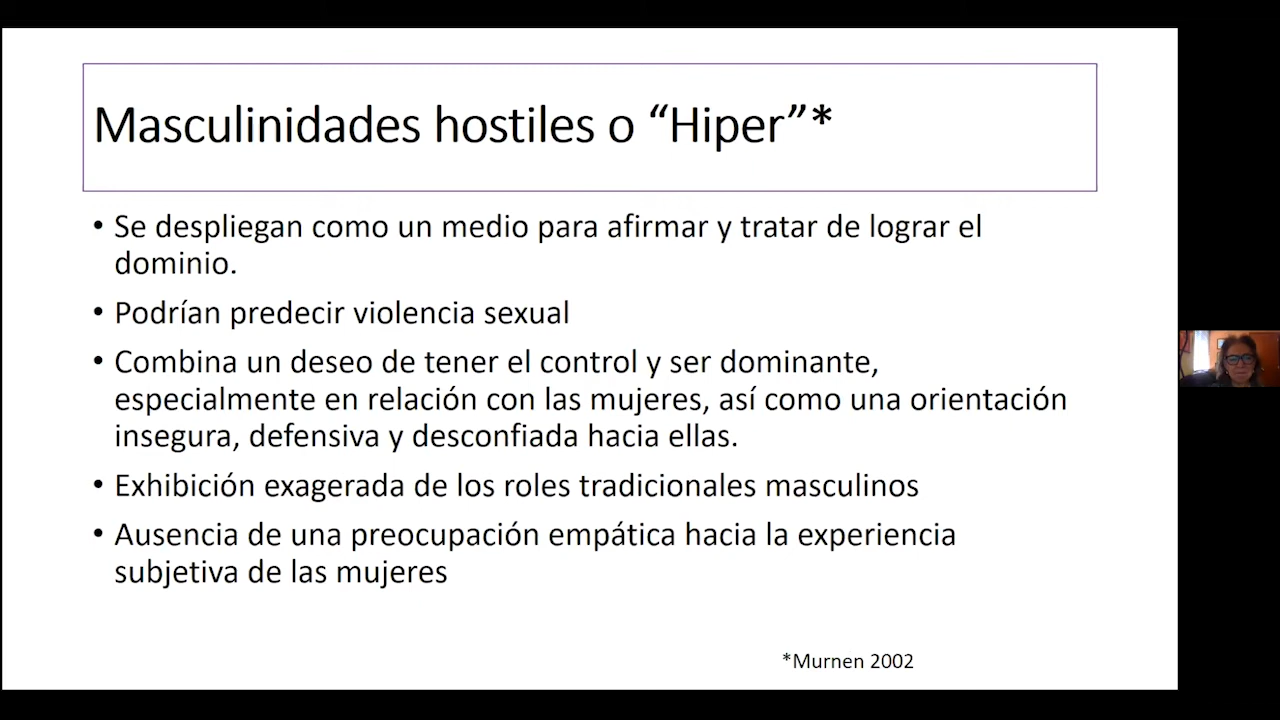 Masculinidades hostiles o “Hiper”*
• Se despliegan como un medio para afirmar y tratar de lograr el
dominio.
• Podrían predecir violencia sexual
• Combina un deseo de tener el control y ser dominante,
especialmente en relación con las mujeres, así como una orientación
insegura, defensiva y desconfiada hacia ellas.
• Exhibición exagerada de los roles tradicionales masculinos
• Ausencia de una preocupación empática hacia la experiencia
subjetiva de las mujeres
*Murnen 2002